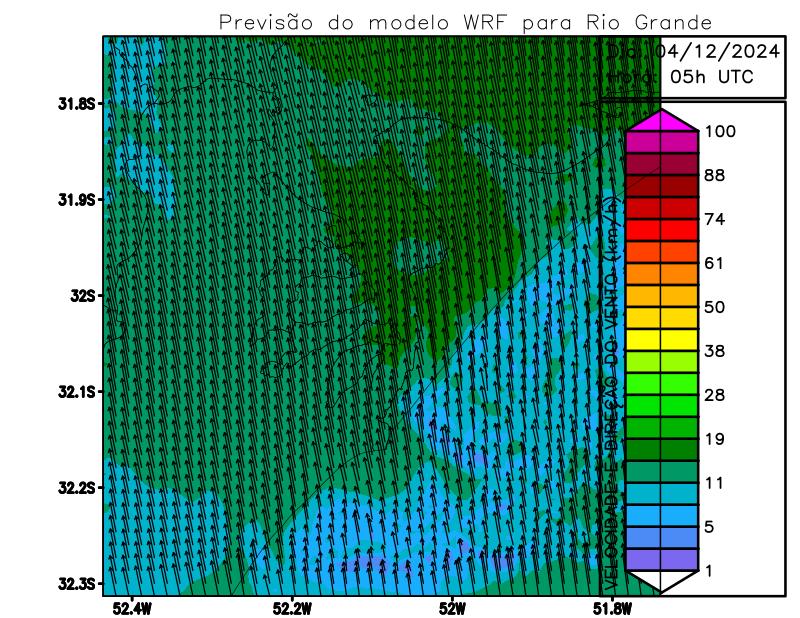 Previsão do modelo WRF para Rio Grande
Dia: 04/12/2024
Hora: 05h UTC
VELOCIDADE E DIREÇÃO DO VENTO (km/h)
100
88
74
61
50
38
28
19
11
5
1
31.8S
31.9S
32S
32.1S
32.2S
32.3S
52.4W
52.2W
52W
51.8W